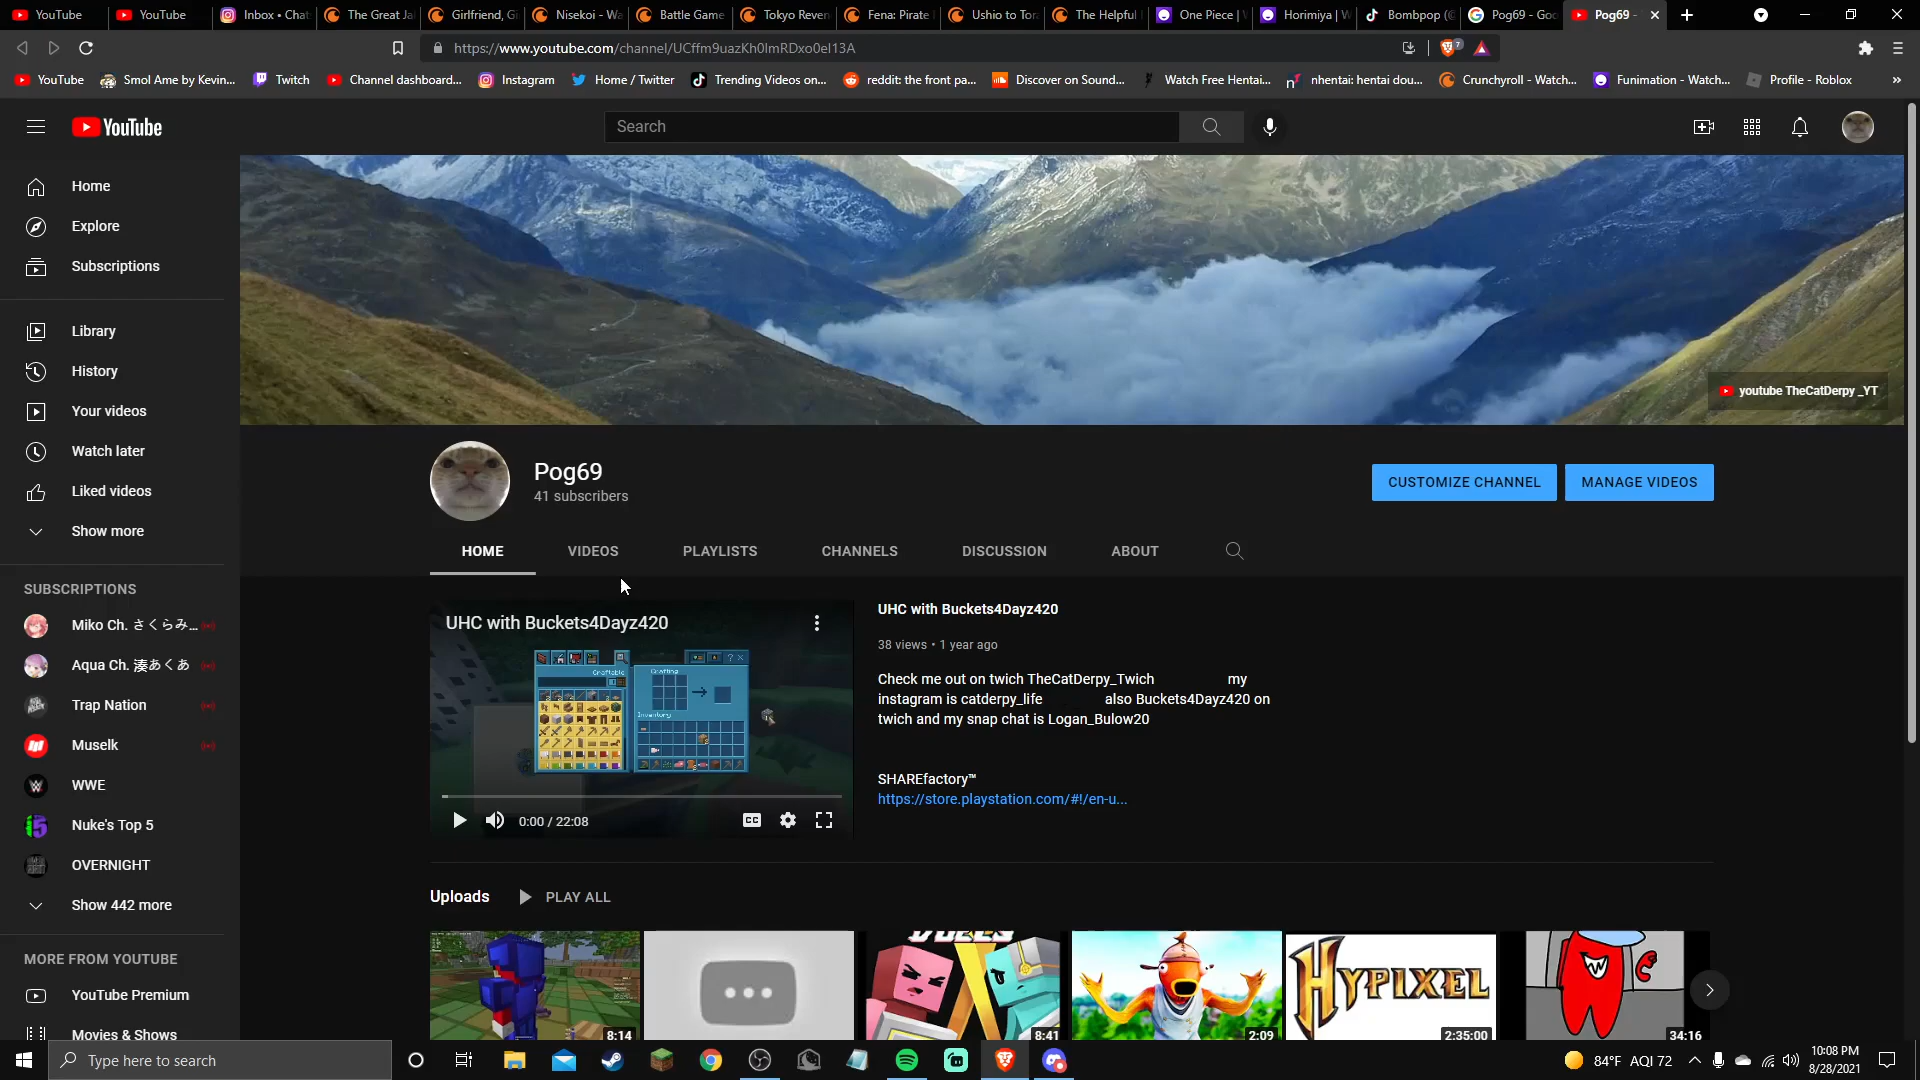 YouTube
YouTube
Inbox • Cha
The Great Ja
Girlfriend, G
Nisekoi - Wa
Battle Game
Tokyo Reven
Fena: Pirate
Ushio to Tora
The Helpful
One Piece | W
Horimiya | W
Bombpop (@
Pog69 - Goo
Pog69 -
https://www.youtube.com/channel/UCffm9uazKh0lmRDxo0el13A
7
YouTube
Smol Ame by Kevin...
Twitch
Channel dashboard...
Instagram
Home / Twitter
Trending Videos on...
reddit: the front pa...
Discover on Sound...
Watch Free Hentai...
nhentai: hentai dou...
Crunchyroll - Watch...
Funimation - Watch...
Profile - Roblox
YouTube
Search
Home
Explore
Subscriptions
Library
History
Your videos
Watch later
Liked videos
Show more
SUBSCRIPTIONS
Miko Ch. さくらみ...
Aqua Ch. 湊あくあ
Trap Nation
Muselk
WWE
Nuke's Top 5
OVERNIGHT
Show 442 more
MORE FROM YOUTUBE
YouTube Premium
Movies & Shows
youtube TheCatDerpy _YT
Pog69
41 subscribers
CUSTOMIZE CHANNEL
MANAGE VIDEOS
HOME
VIDEOS
PLAYLISTS
CHANNELS
DISCUSSION
ABOUT
UHC with Buckets4Dayz420
Craftable
Crafting
Inventory
0:00 / 22:08
CC
UHC with Buckets4Dayz420
38 views • 1 year ago
Check me out on twich TheCatDerpy_Twich my
instagram is catderpy_life also Buckets4Dayz420 on
twich and my snap chat is Logan_Bulow20
SHAREfactory™
https://store.playstation.com/#!/en-u...
Uploads
PLAY ALL
8:14
8:41
2:09
HYPIXEL
2:35:00
34:16
Type here to search
84°F AQI 72
10:08 PM
8/28/2021